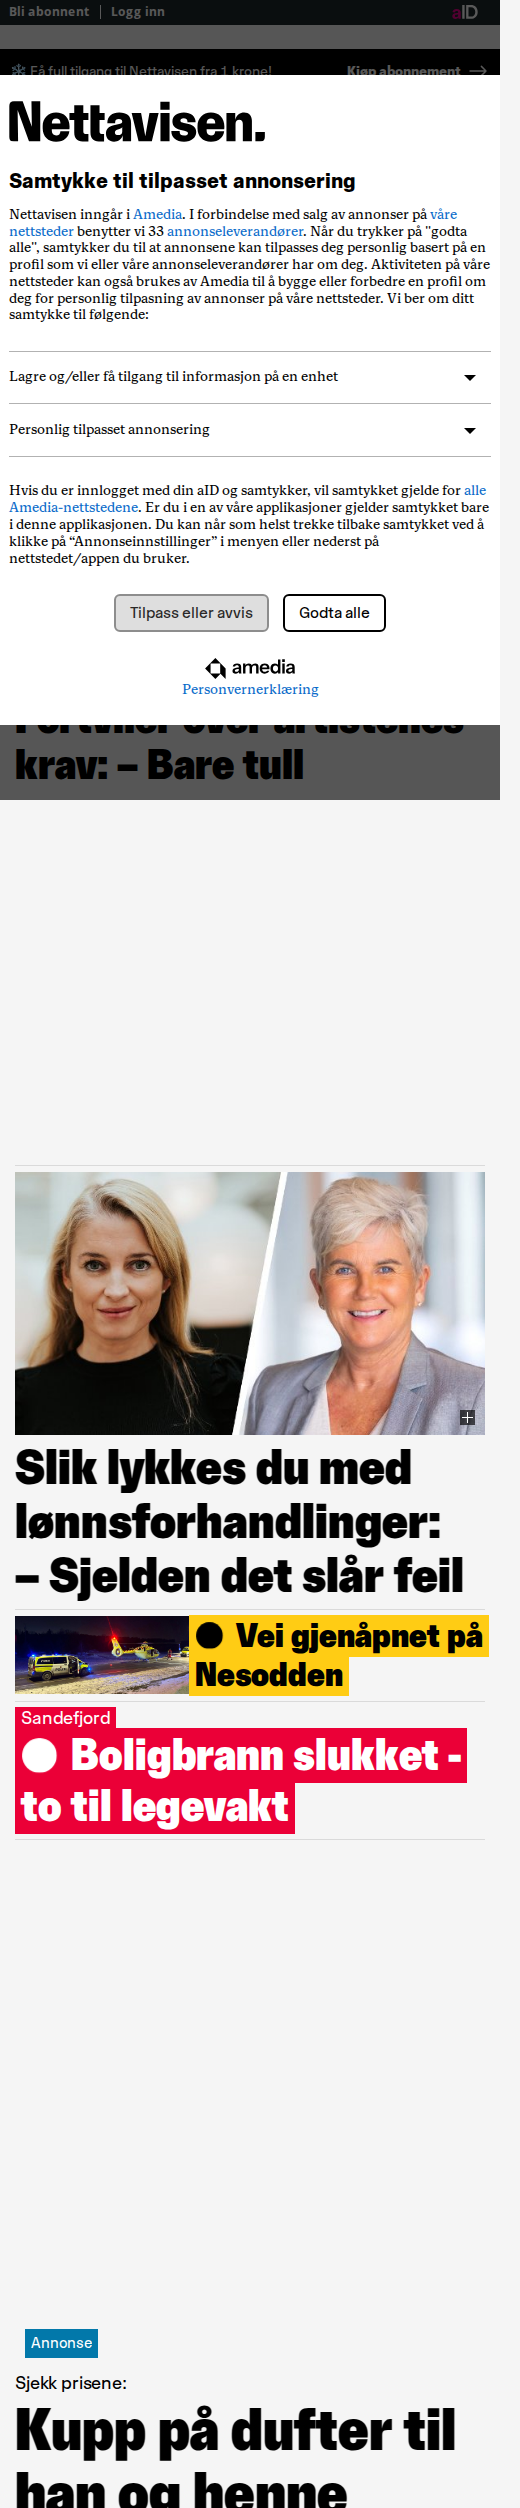 Bli abonnent | Logg inn
aID
Få full tilgang til Nettavisen fra 1 krone!
Kjøp abonnement
Nettavisen.
Samtykke til tilpasset annonsering
Nettavisen inngår i Amedia. I forbindelse med salg av annonser på våre
nettsteder benytter vi 33 annonseleverandører. Når du trykker på "godta
alle", samtykker du til at annonsene kan tilpasses deg personlig basert på en
profil som vi eller våre annonseleverandører har om deg. Aktiviteten på våre
nettsteder kan også brukes av Amedia til å bygge eller forbedre en profil om
deg for personlig tilpasning av annonser på våre nettsteder. Vi ber om ditt
samtykke til følgende:
Lagre og/eller få tilgang til informasjon på en enhet
Personlig tilpasset annonsering
Hvis du er innlogget med din aID og samtykker, vil samtykket gjelde for alle
Amedia-nettstedene. Er du i en av våre applikasjoner gjelder samtykket bare
i denne applikasjonen. Du kan når som helst trekke tilbake samtykket ved å
klikke på “Annonseinnstillinger” i menyen eller nederst på
nettstedet/appen du bruker.
Tilpass eller avvis
Godta alle
amedia
Personvernerklæring
Fortviler over artistenes
krav: – Bare tull
Slik lykkes du med
lønnsforhandlinger:
– Sjelden det slår feil
Vei gjenåpnet på
Nesodden
Sandefjord
Boligbrann slukket -
to til legevakt
Annonse
Sjekk prisene:
Kupp på dufter til
han og henne